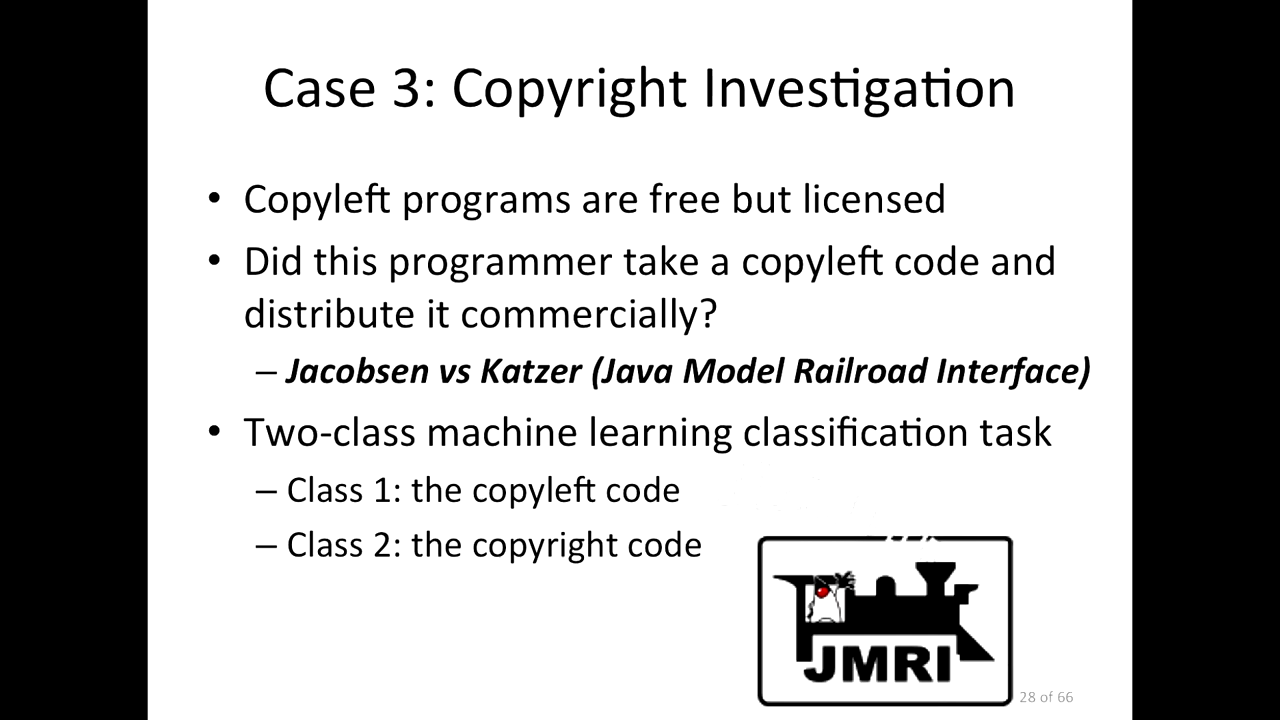 Case 3: Copyright Investigation
• Copyleft programs are free but licensed
• Did this programmer take a copyleft code and
distribute it commercially?
– Jacobsen vs Katzer (Java Model Railroad Interface)
• Two-class machine learning classification task
– Class 1: the copyleft code
– Class 2: the copyright code
JMRI
28 of 66